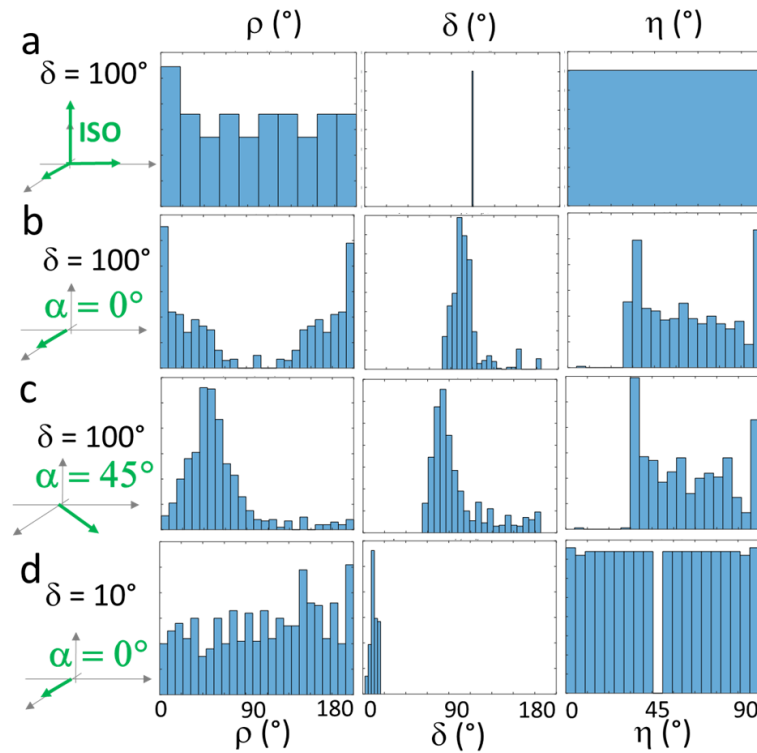 ρ (°) δ (°) η (°)
a
δ = 100°
ISO
b
δ = 100°
α = 0°
c
δ = 100°
α = 45°
d
δ = 10°
α = 0°
0 90 180 0 90 180 0 45 90
ρ (°) δ (°) η (°)